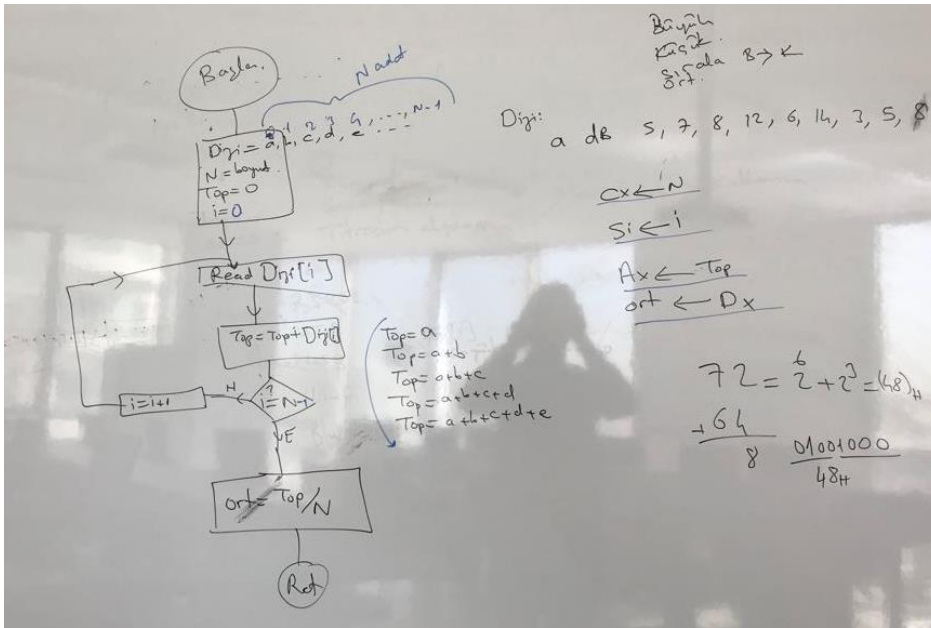 Başla.
N adet
0 1 2 3 4, ..., N-1
Dizi = a, b, c, d, e ...
N = boyut
Top = 0
i = 0
Read Dizi[i]
Top = Top + Dizi[i]
H
i = i+1
?
i = N-1
E
ort = Top/N
Ret
Top = a
Top = a+b
Top = a+b+c
Top = a+b+c+d
Top = a+b+c+d+e
Büyük
Küçük
Sırala B → K
Ort.
Dizi:
a dB 5, 7, 8, 12, 6, 14, 3, 5, 8
Cx ← N
Si ← i
Ax ← Top
ort ← Dx
72 = 2^6 + 2^3 = (48)H
64
8
01001000
48H